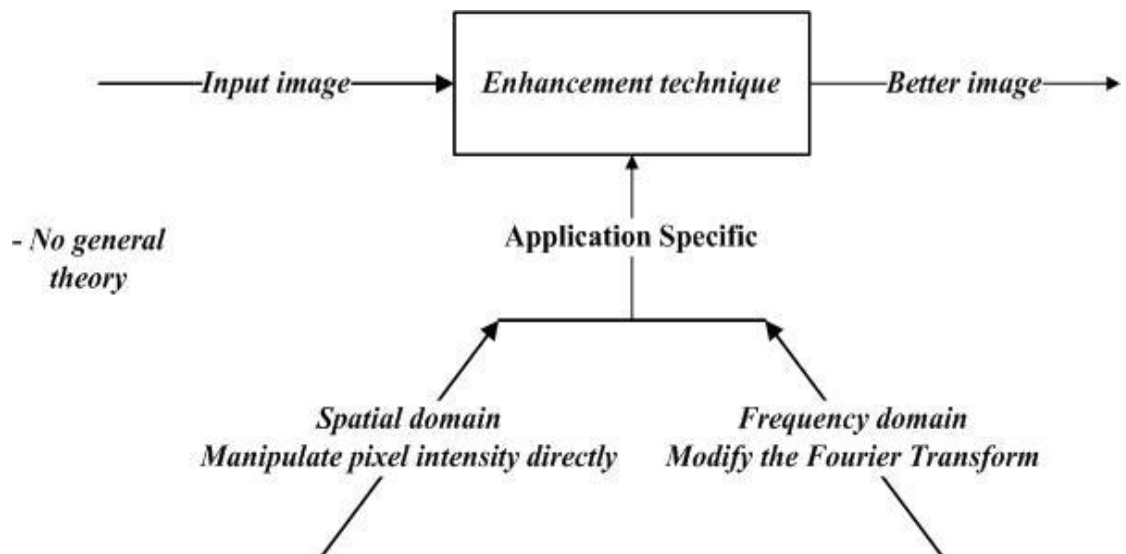 Input image
Enhancement technique
Better image
- No general
theory
Application Specific
Spatial domain
Manipulate pixel intensity directly
Frequency domain
Modify the Fourier Transform